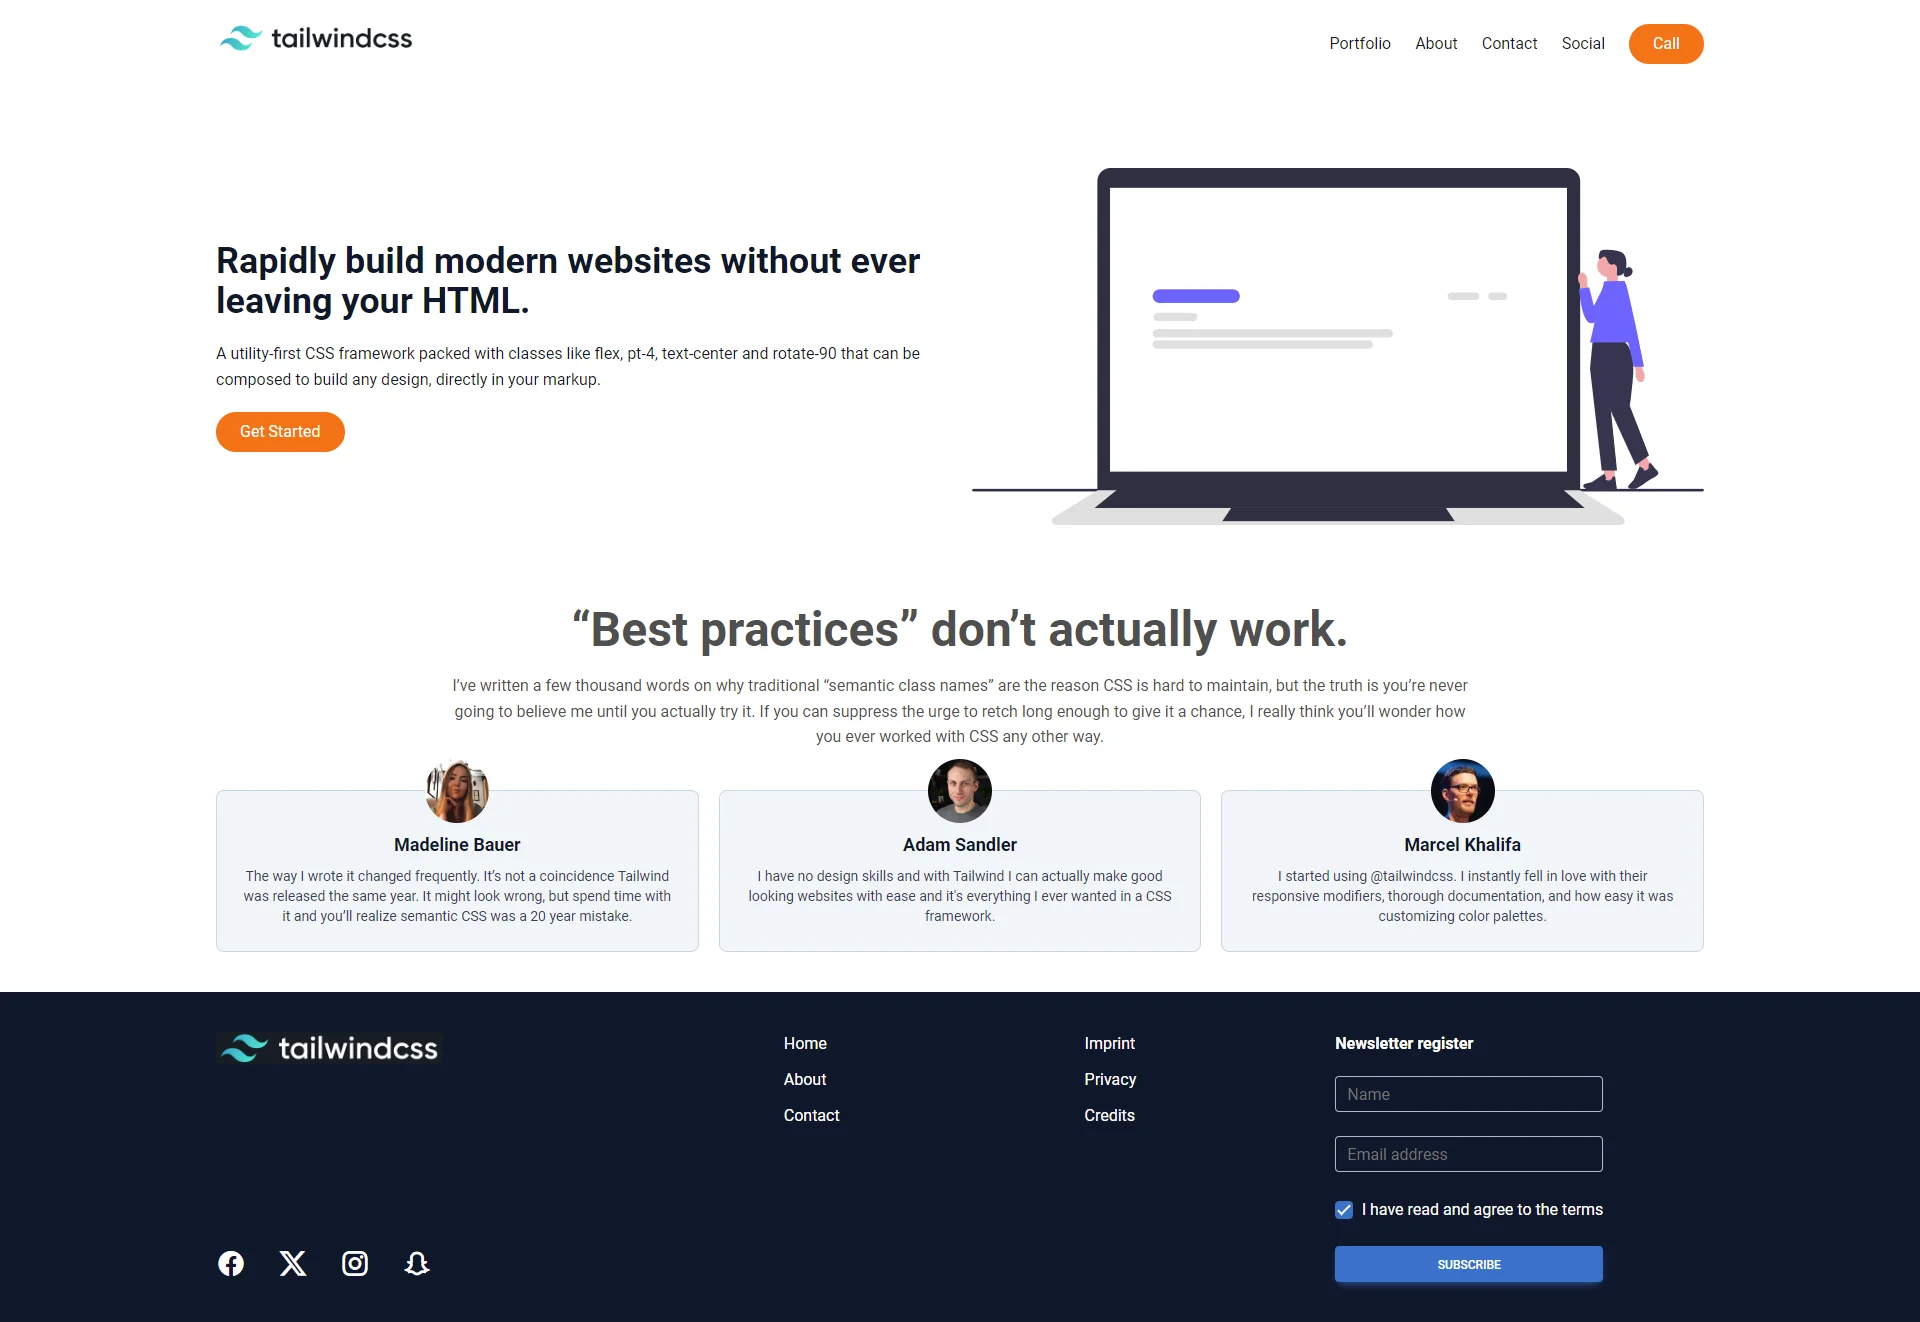 tailwindcss
Portfolio About Contact Social Call
Rapidly build modern websites without ever
leaving your HTML.
A utility-first CSS framework packed with classes like flex, pt-4, text-center and rotate-90 that can be
composed to build any design, directly in your markup.
Get Started
“Best practices” don’t actually work.
I’ve written a few thousand words on why traditional “semantic class names” are the reason CSS is hard to maintain, but the truth is you’re never
going to believe me until you actually try it. If you can suppress the urge to retch long enough to give it a chance, I really think you’ll wonder how
you ever worked with CSS any other way.
Madeline Bauer
The way I wrote it changed frequently. It’s not a coincidence Tailwind
was released the same year. It might look wrong, but spend time with
it and you’ll realize semantic CSS was a 20 year mistake.
Adam Sandler
I have no design skills and with Tailwind I can actually make good
looking websites with ease and it's everything I ever wanted in a CSS
framework.
Marcel Khalifa
I started using @tailwindcss. I instantly fell in love with their
responsive modifiers, thorough documentation, and how easy it was
customizing color palettes.
tailwindcss
Home
About
Contact
Imprint
Privacy
Credits
Newsletter register
Name
Email address
I have read and agree to the terms
SUBSCRIBE